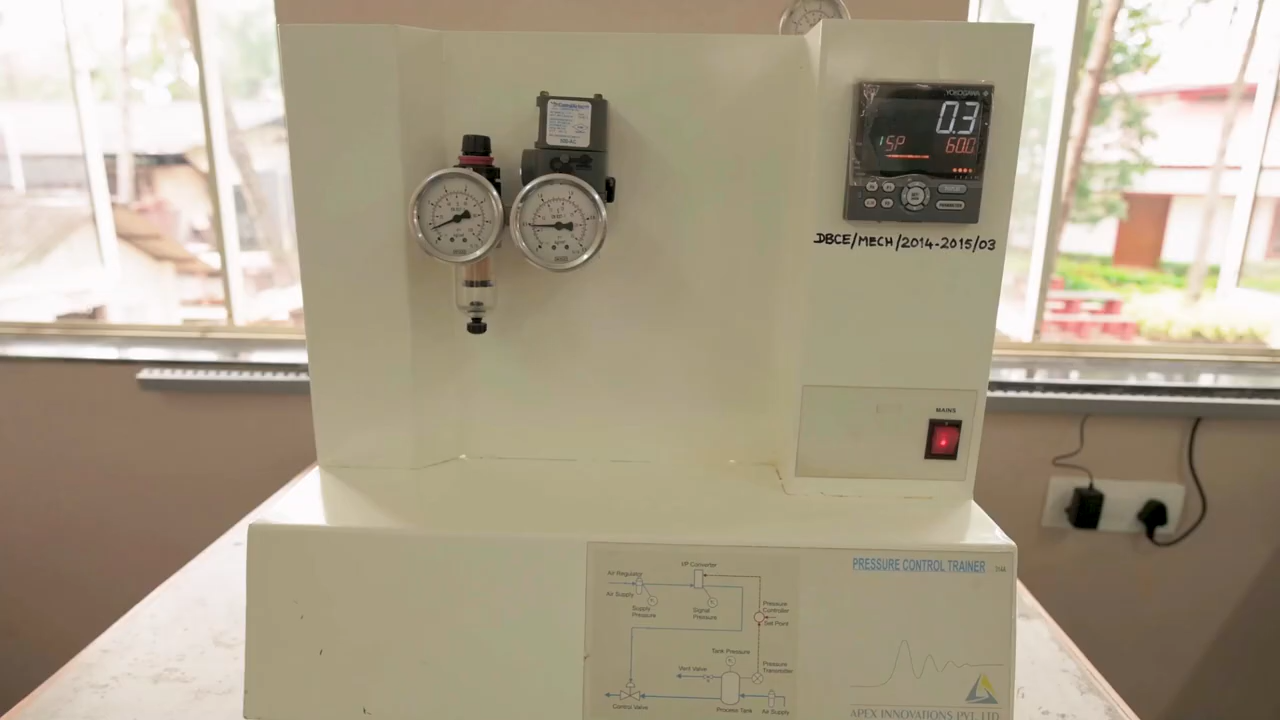 YOKOGAWA
0.3
SP 60.0
DBCE/MECH/2014-2015/03
MAINS
PRESSURE CONTROL TRAINER
I/P Converter
Air Regulator
Air Supply
Supply
Pressure
Signal
Pressure
Pressure
Controller
Set Point
Tank Pressure
Vent Valve
Pressure
Transmitter
Control Valve
Process Tank
Air Supply
APEX INNOVATIONS PVT. LTD